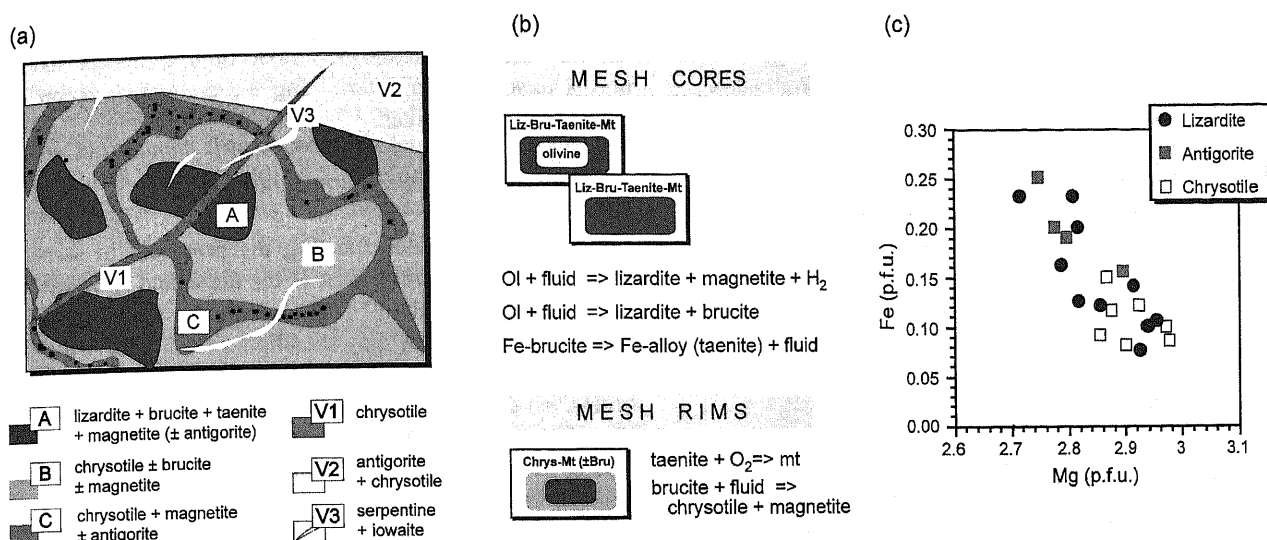 (a)
V2
V3
A
B
V1
C
A lizardite + brucite + taenite
+ magnetite (± antigorite)
B chrysotile ± brucite
± magnetite
C chrysotile + magnetite
± antigorite
V1 chrysotile
V2 antigorite
+ chrysotile
V3 serpentine
+ iowaite
(b)
MESH CORES
Liz-Bru-Taenite-Mt
olivine
Liz-Bru-Taenite-Mt
Ol + fluid => lizardite + magnetite + H₂
Ol + fluid => lizardite + brucite
Fe-brucite => Fe-alloy (taenite) + fluid
MESH RIMS
Chrys-Mt (±Bru)
taenite + O₂=> mt
brucite + fluid =>
chrysotile + magnetite
(c)
Lizardite
Antigorite
Chrysotile
0.30
0.25
0.20
0.15
0.10
0.05
0.00
Fe (p.f.u.)
2.6 2.7 2.8 2.9 3 3.1
Mg (p.f.u.)